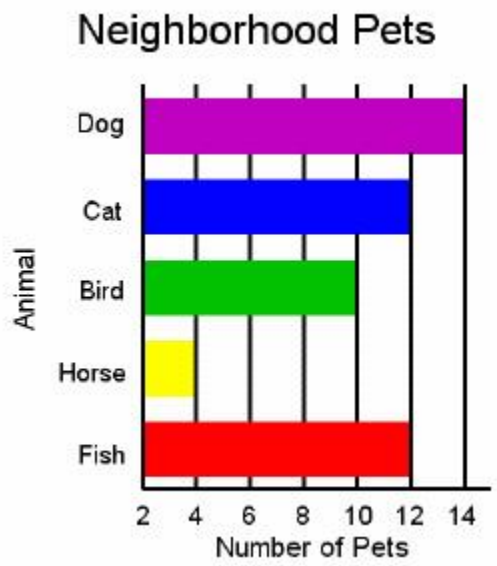 Neighborhood Pets
Animal
Dog
Cat
Bird
Horse
Fish
2 4 6 8 10 12 14
Number of Pets